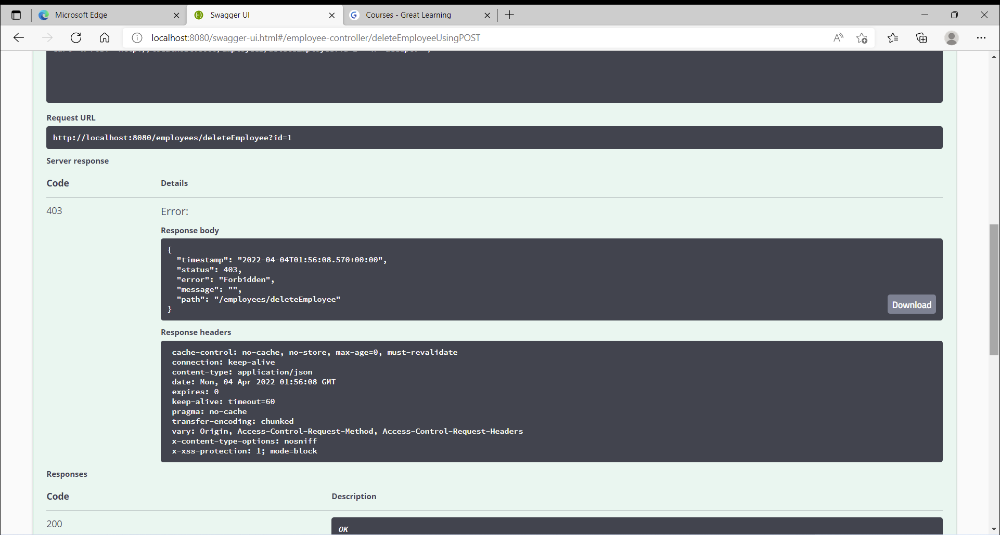 Microsoft Edge
Swagger UI
Courses - Great Learning
localhost:8080/swagger-ui.html#/employee-controller/deleteEmployeeUsingPOST
Request URL
http://localhost:8080/employees/deleteEmployee?id=1
Server response
Code Details
403 Error:
Response body
{
"timestamp": "2022-04-04T01:56:08.570+00:00",
"status": 403,
"error": "Forbidden",
"message": "",
"path": "/employees/deleteEmployee"
}
Download
Response headers
cache-control: no-cache, no-store, max-age=0, must-revalidate
connection: keep-alive
content-type: application/json
date: Mon, 04 Apr 2022 01:56:08 GMT
expires: 0
keep-alive: timeout=60
pragma: no-cache
transfer-encoding: chunked
vary: Origin, Access-Control-Request-Method, Access-Control-Request-Headers
x-content-type-options: nosniff
x-xss-protection: 1; mode=block
Responses
Code Description
200 OK